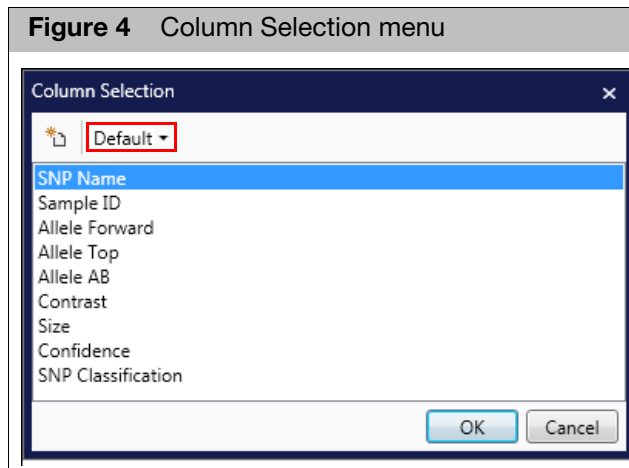 Figure 4 Column Selection menu
Column Selection
Default
SNP Name
Sample ID
Allele Forward
Allele Top
Allele AB
Contrast
Size
Confidence
SNP Classification
OK Cancel